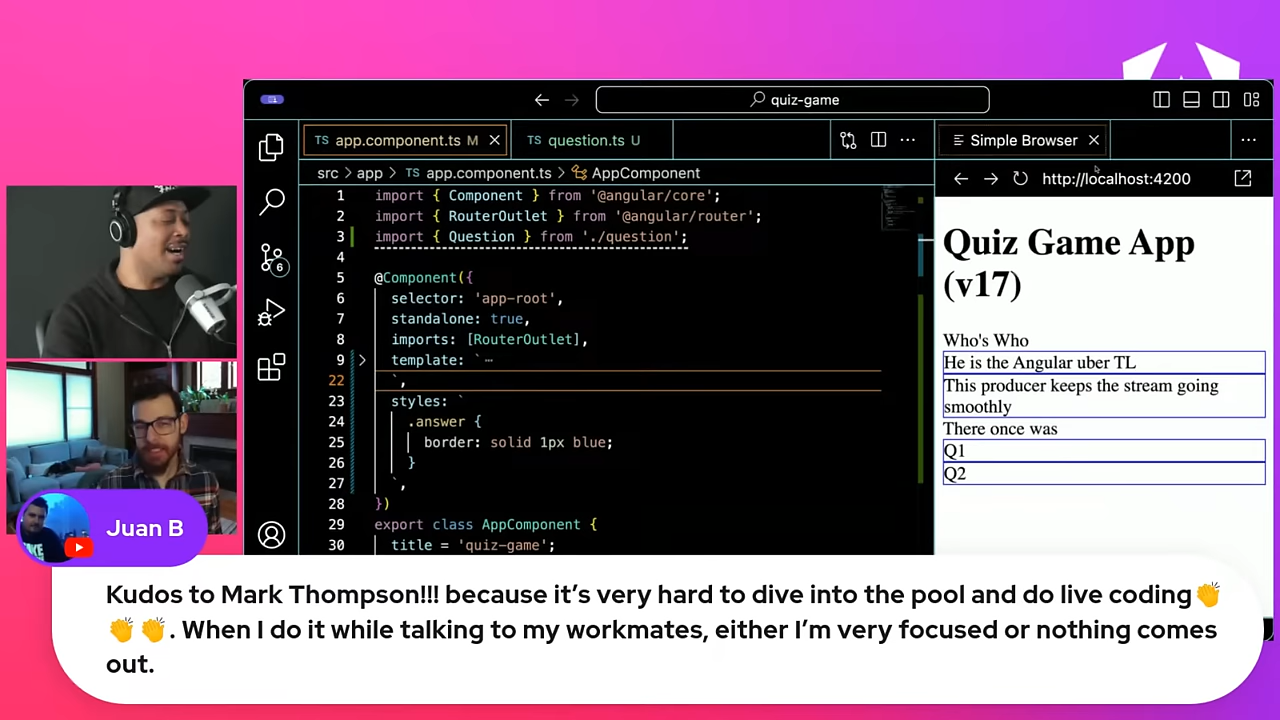 quiz-game
TS app.component.ts M
TS question.ts U
Simple Browser
src > app > TS app.component.ts > AppComponent
http://localhost:4200
1 import { Component } from '@angular/core';
2 import { RouterOutlet } from '@angular/router';
3 import { Question } from './question';
4
5 @Component({
6 selector: 'app-root',
7 standalone: true,
8 imports: [RouterOutlet],
9 template: `
22 `,
23 styles: `
24 .answer {
25 border: solid 1px blue;
26 }
27 `,
28 })
29 export class AppComponent {
30 title = 'quiz-game';
6
Quiz Game App
(v17)
Who's Who
He is the Angular uber TL
This producer keeps the stream going
smoothly
There once was
Q1
Q2
Juan B
Kudos to Mark Thompson!!! because it’s very hard to dive into the pool and do live coding👏
👏 👏. When I do it while talking to my workmates, either I’m very focused or nothing comes
out.